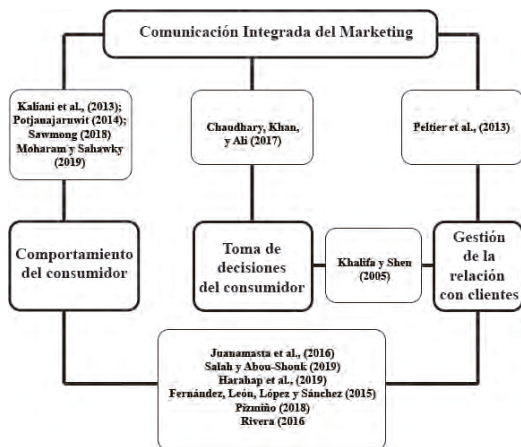 Comunicación Integrada del Marketing
Kaliani et al., (2013);
Potjanajaruwit (2014);
Sawmong (2018)
Moharam y Sahawky
(2019)
Chaudhary, Khan,
y Ali (2017)
Peltier et al., (2013)
Comportamiento
del consumidor
Toma de
decisiones
del consumidor
Khalifa y Shen
(2005)
Gestión
de la
relación
con clientes
Juanamasta et al., (2016)
Salah y Abou-Shouk (2019)
Harahap et al., (2019)
Fernández, León, López y Sánchez (2015)
Pizmiño (2018)
Rivera (2016